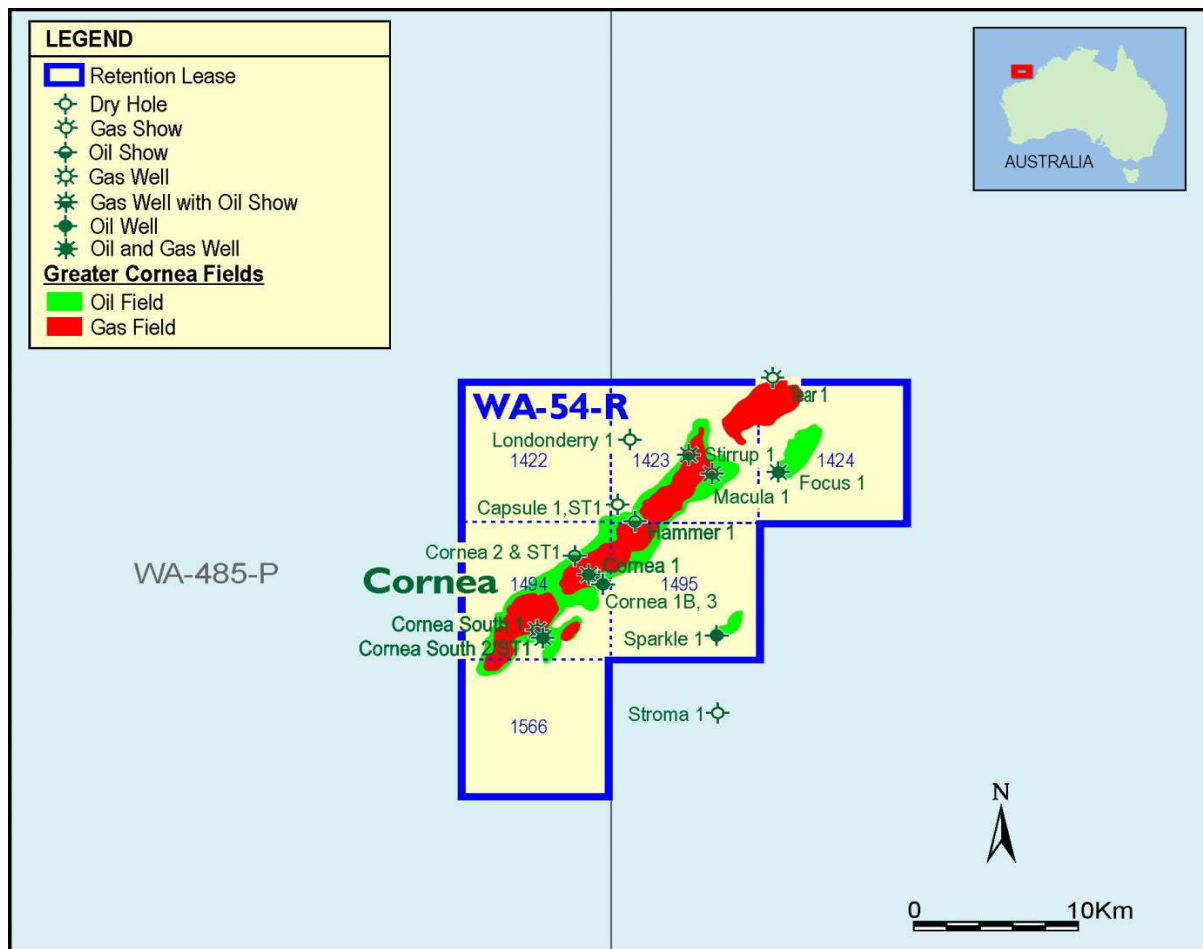 LEGEND
Retention Lease
Dry Hole
Gas Show
Oil Show
Gas Well
Gas Well with Oil Show
Oil Well
Oil and Gas Well
Greater Cornea Fields
Oil Field
Gas Field
AUSTRALIA
WA-54-R
Tear 1
Londonderry 1
1422
1423
Stirrup 1
1424
Macula 1
Focus 1
Capsule 1,ST1
Hammer 1
Cornea 2 & ST1
Cornea 1
WA-485-P
Cornea
1494
1495
Cornea 1B, 3
Cornea South 1
Sparkle 1
Cornea South 2/ST1
Stroma 1
1566
N
0 10Km